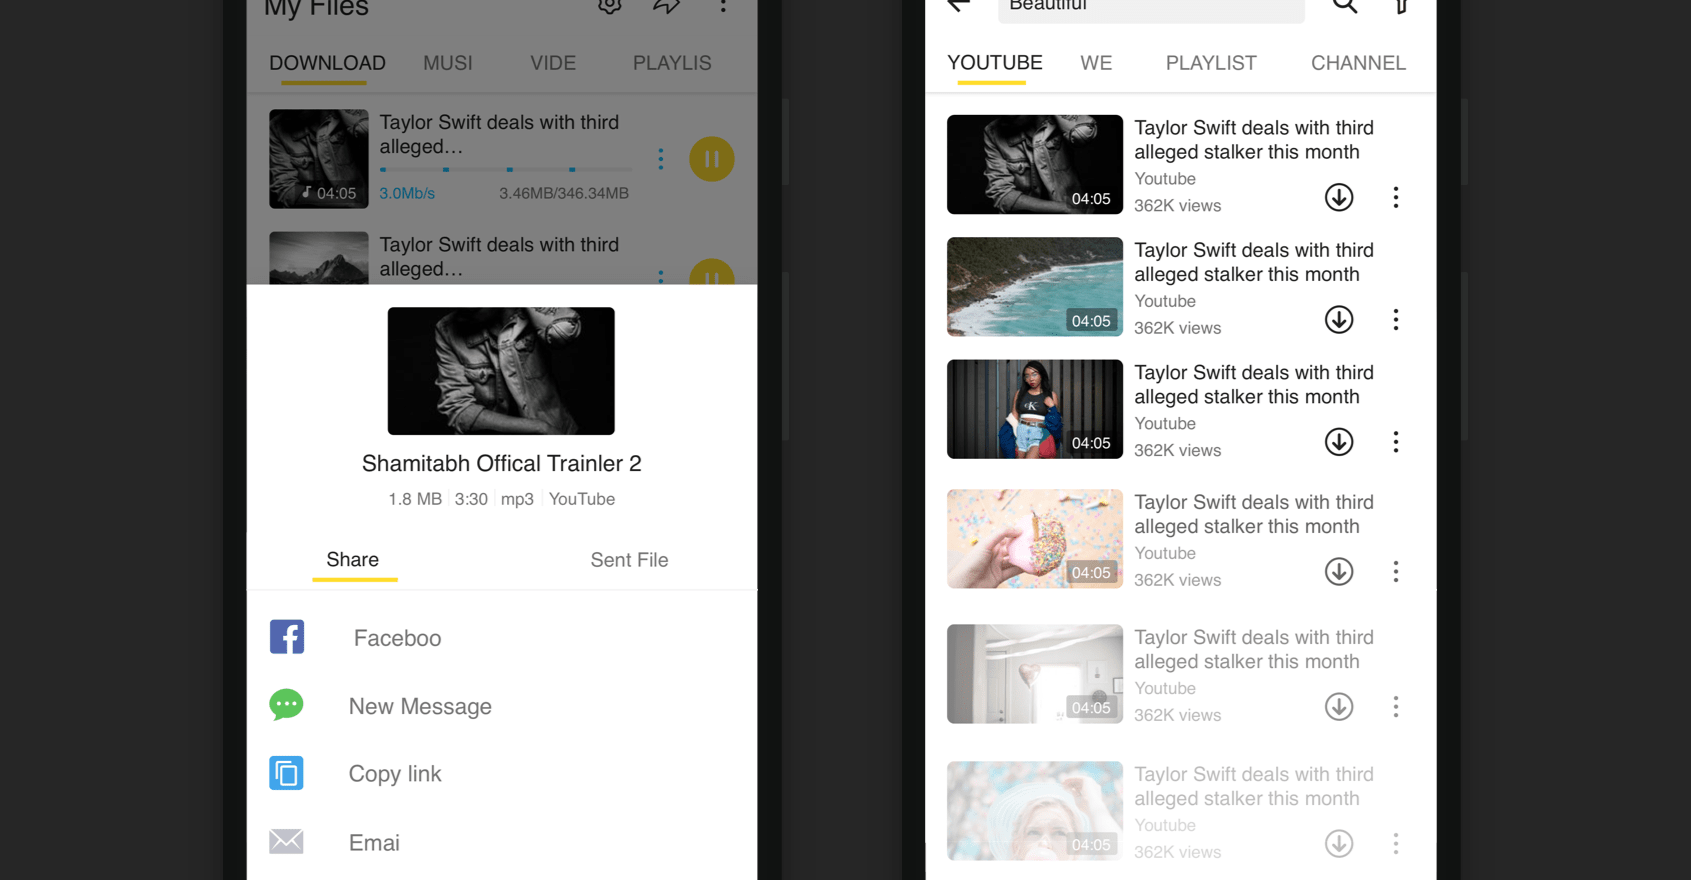 My Files
DOWNLOAD MUSI VIDE PLAYLIS
Taylor Swift deals with third
alleged…
04:05
3.0Mb/s 3.46MB/346.34MB
Taylor Swift deals with third
alleged…
Shamitabh Offical Trainler 2
1.8 MB 3:30 mp3 YouTube
Share Sent File
Faceboo
New Message
Copy link
Emai
Beautiful
YOUTUBE WE PLAYLIST CHANNEL
Taylor Swift deals with third
alleged stalker this month
Youtube
04:05
362K views
Taylor Swift deals with third
alleged stalker this month
Youtube
04:05
362K views
Taylor Swift deals with third
alleged stalker this month
Youtube
04:05
362K views
Taylor Swift deals with third
alleged stalker this month
Youtube
04:05
362K views
Taylor Swift deals with third
alleged stalker this month
Youtube
04:05
362K views
Taylor Swift deals with third
alleged stalker this month
Youtube
04:05
362K views